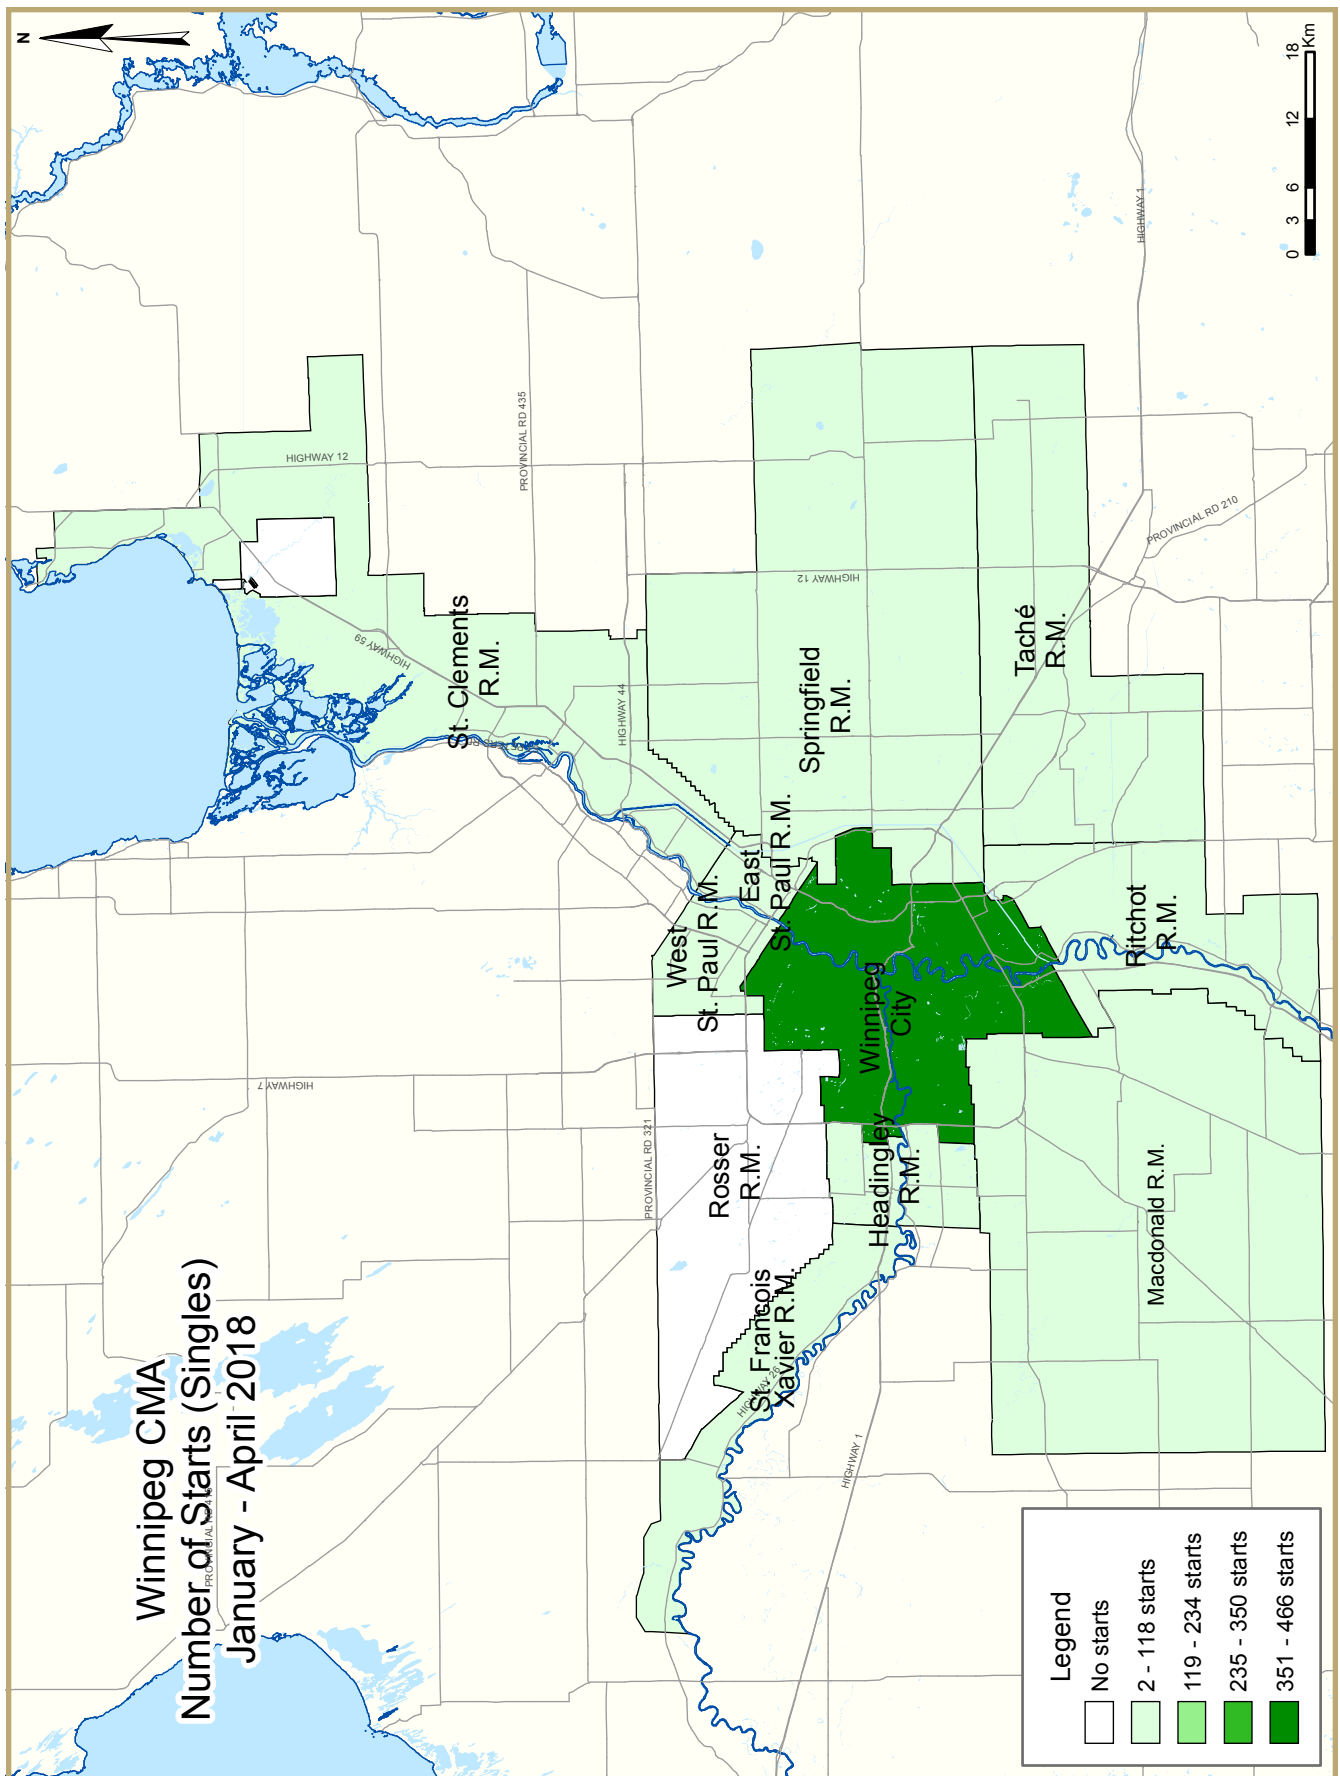 Winnipeg CMA
Number of Starts (Singles)
January - April 2018
N
HIGHWAY 12
PROVINCIAL RD 435
HIGHWAY 59
St. Clements
R.M.
HIGHWAY 44
HIGHWAY 12
Springfield
R.M.
Taché
R.M.
PROVINCIAL RD 210
HIGHWAY 1
East
St. Paul R.M.
West
St. Paul R.M.
Ritchot
R.M.
Winnipeg
City
HIGHWAY 7
PROVINCIAL RD 321
Rosser
R.M.
Headingley
R.M.
St. Francois
Xavier R.M.
HIGHWAY 26
Macdonald R.M.
HIGHWAY 1
0 3 6 12 18
Km
Legend
No starts
2 - 118 starts
119 - 234 starts
235 - 350 starts
351 - 466 starts